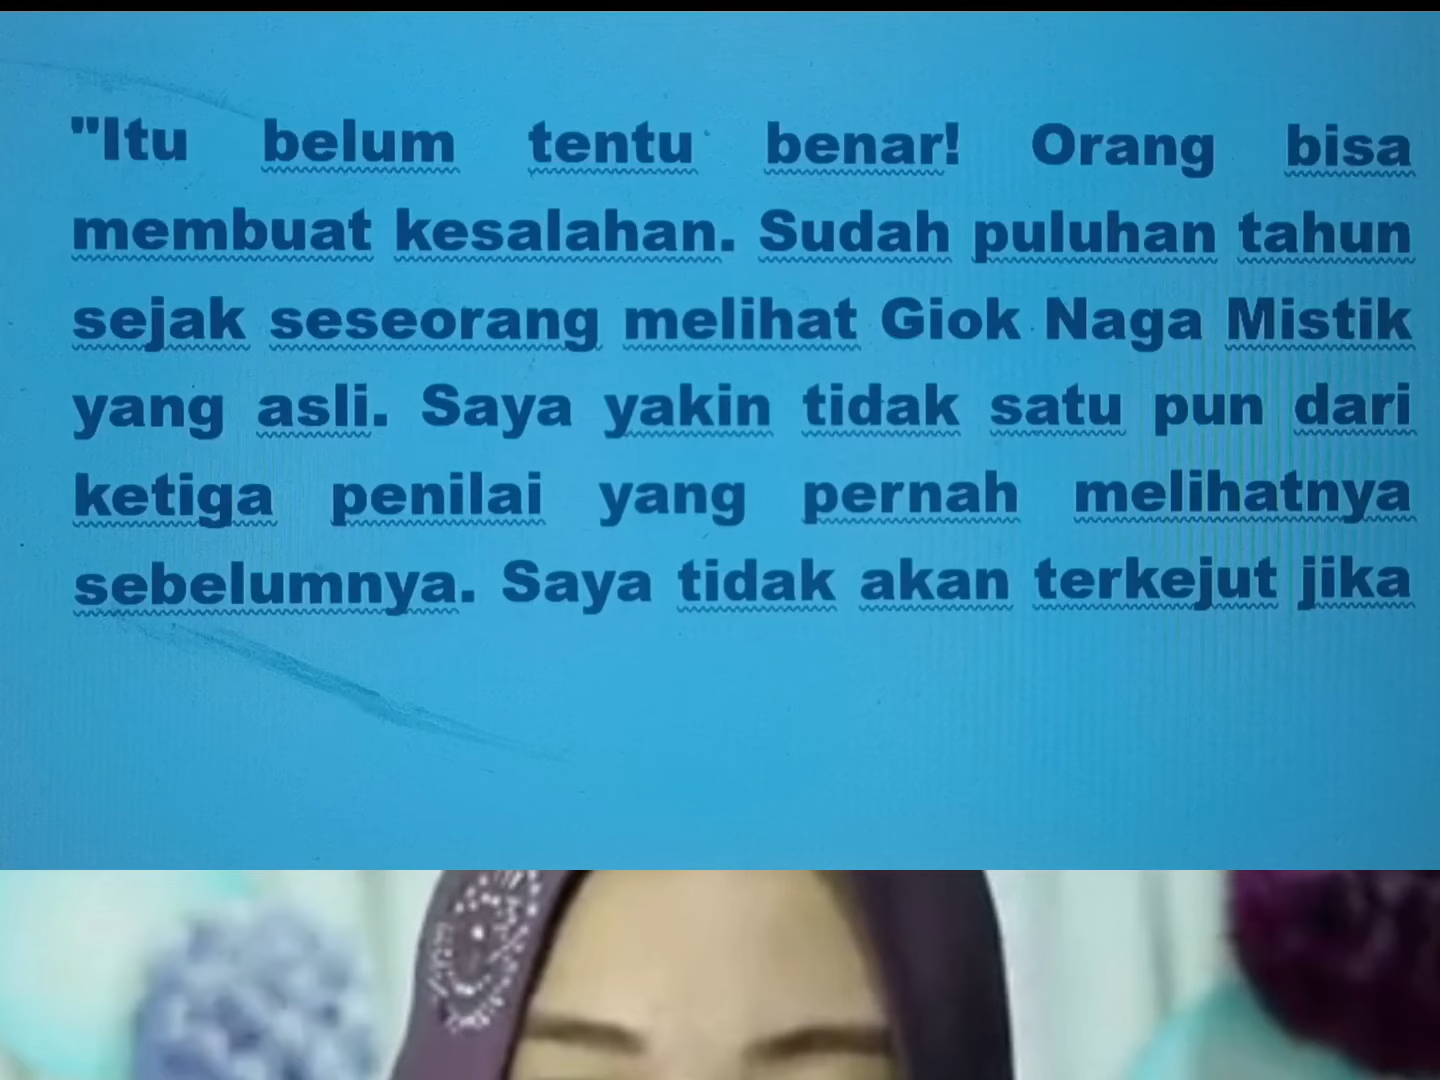 "Itu belum tentu benar! Orang bisa
membuat kesalahan. Sudah puluhan tahun
sejak seseorang melihat Giok Naga Mistik
yang asli. Saya yakin tidak satu pun dari
ketiga penilai yang pernah melihatnya
sebelumnya. Saya tidak akan terkejut jika